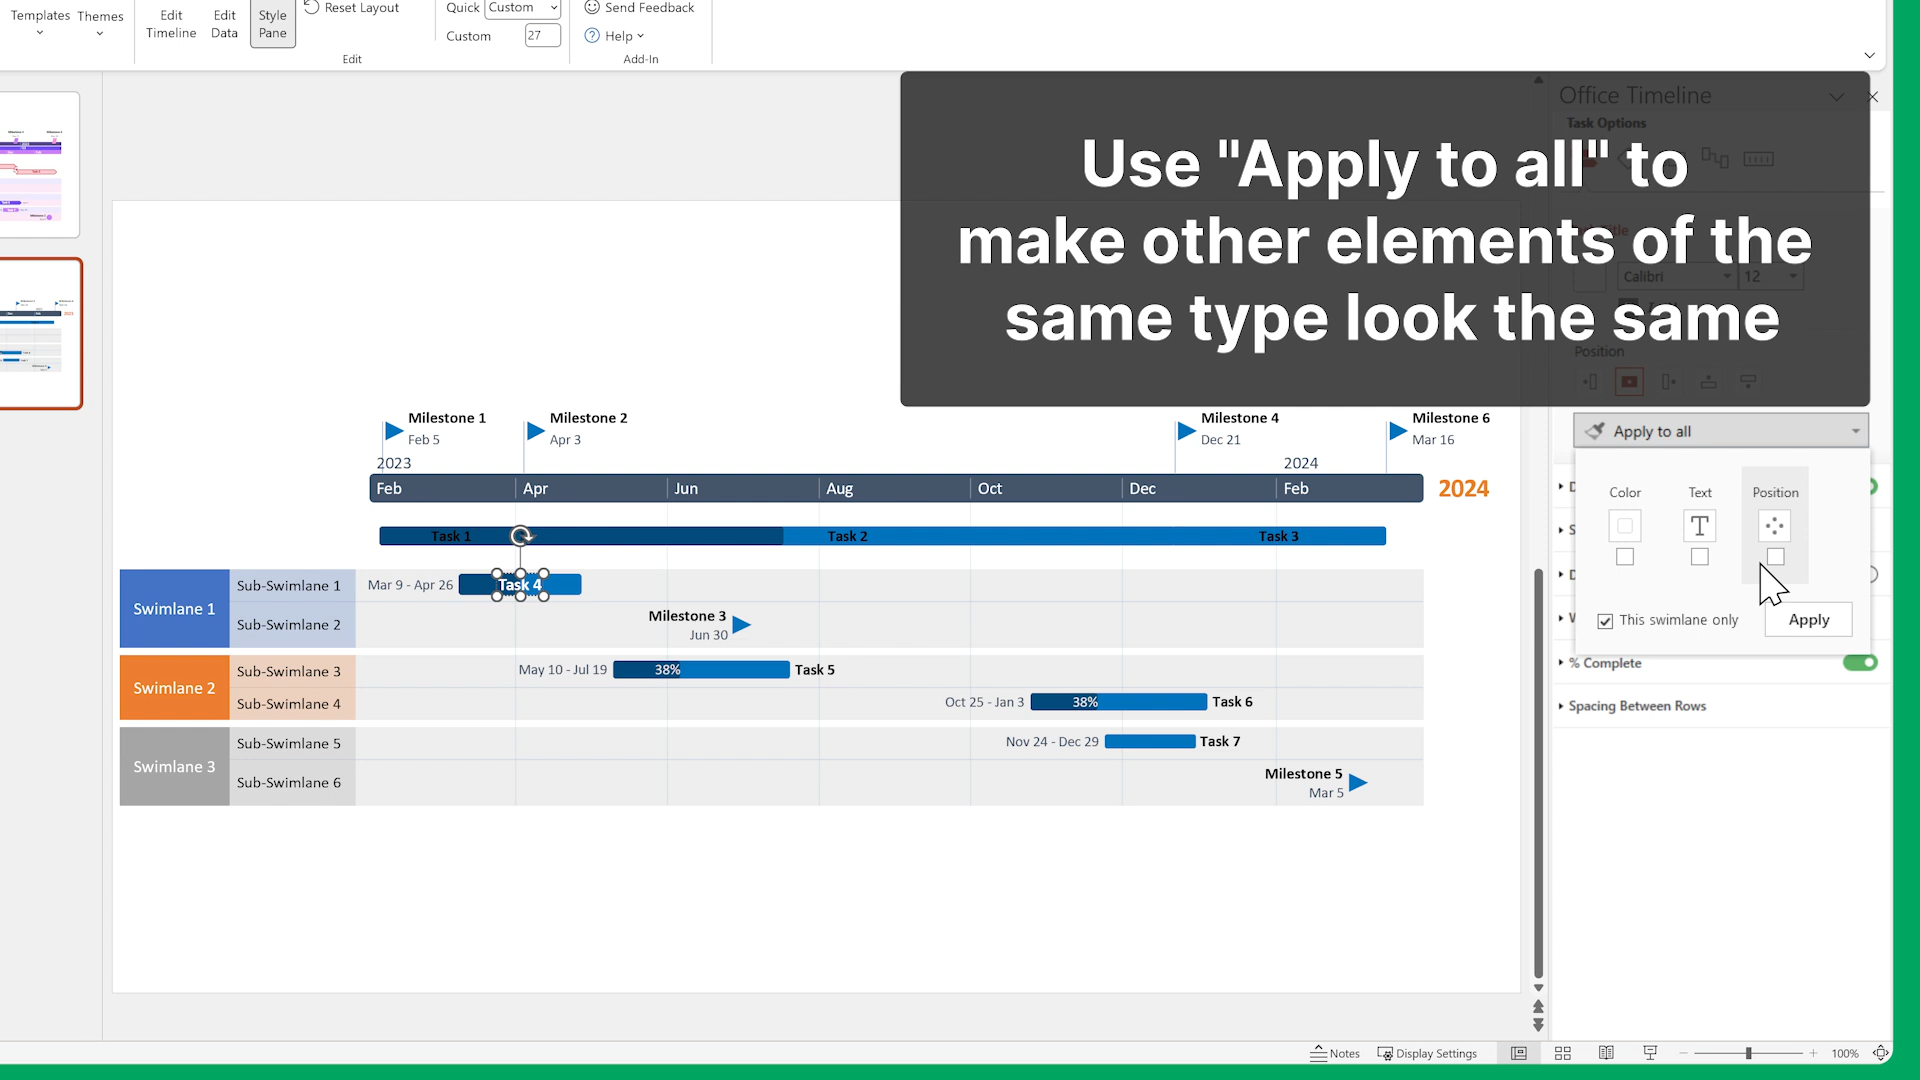 Templates
Themes
Edit
Timeline
Edit
Data
Style
Pane
Reset Layout
Edit
Quick
Custom
Custom
27
Send Feedback
Help
Add-In
Use "Apply to all" to
make other elements of the
same type look the same
Office Timeline
Task Options
Calibri
12
Position
Apply to all
Color
Text
Position
T
This swimlane only
Apply
% Complete
Spacing Between Rows
Milestone 1
Feb 5
Milestone 2
Apr 3
Milestone 4
Dec 21
Milestone 6
Mar 16
2023
2024
Feb
Apr
Jun
Aug
Oct
Dec
Feb
2024
Task 1
Task 2
Task 3
Swimlane 1
Sub-Swimlane 1
Mar 9 - Apr 26
Task 4
Sub-Swimlane 2
Milestone 3
Jun 30
Swimlane 2
Sub-Swimlane 3
May 10 - Jul 19
38%
Task 5
Sub-Swimlane 4
Oct 25 - Jan 3
38%
Task 6
Swimlane 3
Sub-Swimlane 5
Nov 24 - Dec 29
Task 7
Sub-Swimlane 6
Milestone 5
Mar 5
Notes
Display Settings
100%